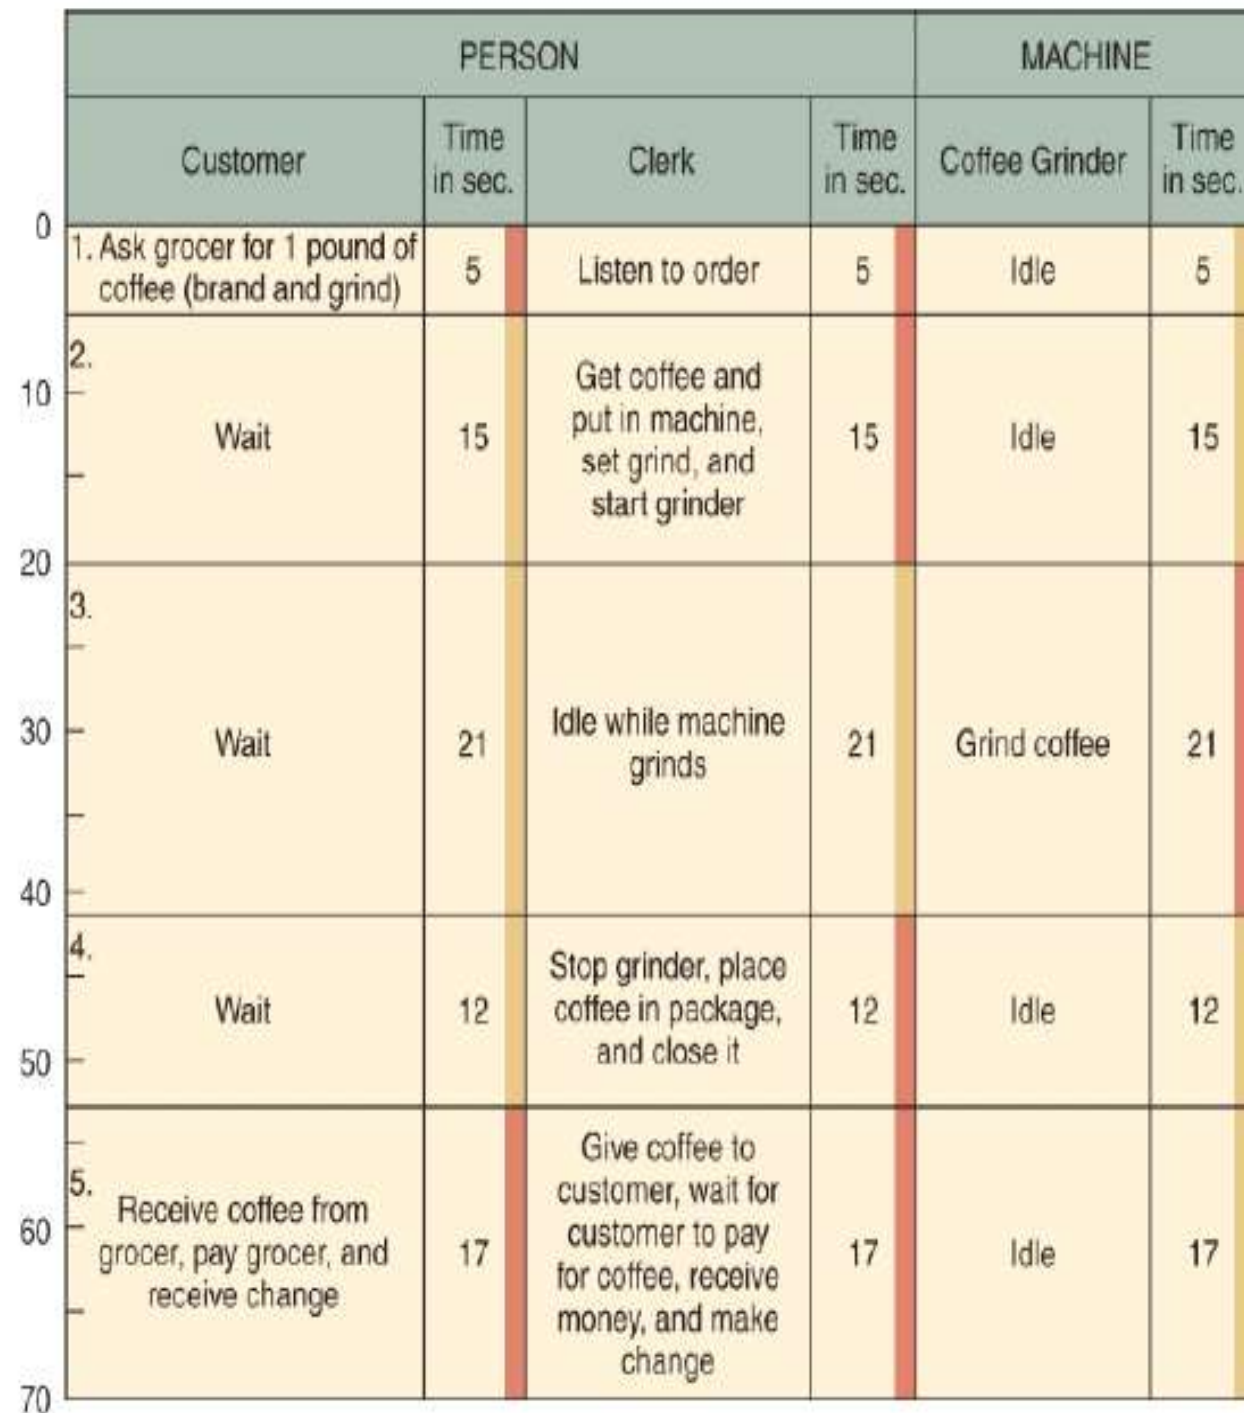 PERSON
MACHINE
Customer
Time
in sec.
Clerk
Time
in sec.
Coffee Grinder
Time
in sec.
0
1. Ask grocer for 1 pound of
coffee (brand and grind)
5
Listen to order
5
Idle
5
2.
10
Wait
15
Get coffee and
put in machine,
set grind, and
start grinder
15
Idle
15
20
3.
30
Wait
21
Idle while machine
grinds
21
Grind coffee
21
40
4.
Wait
12
Stop grinder, place
coffee in package,
and close it
12
Idle
12
50
5.
60
Receive coffee from
grocer, pay grocer, and
receive change
17
Give coffee to
customer, wait for
customer to pay
for coffee, receive
money, and make
change
17
Idle
17
70